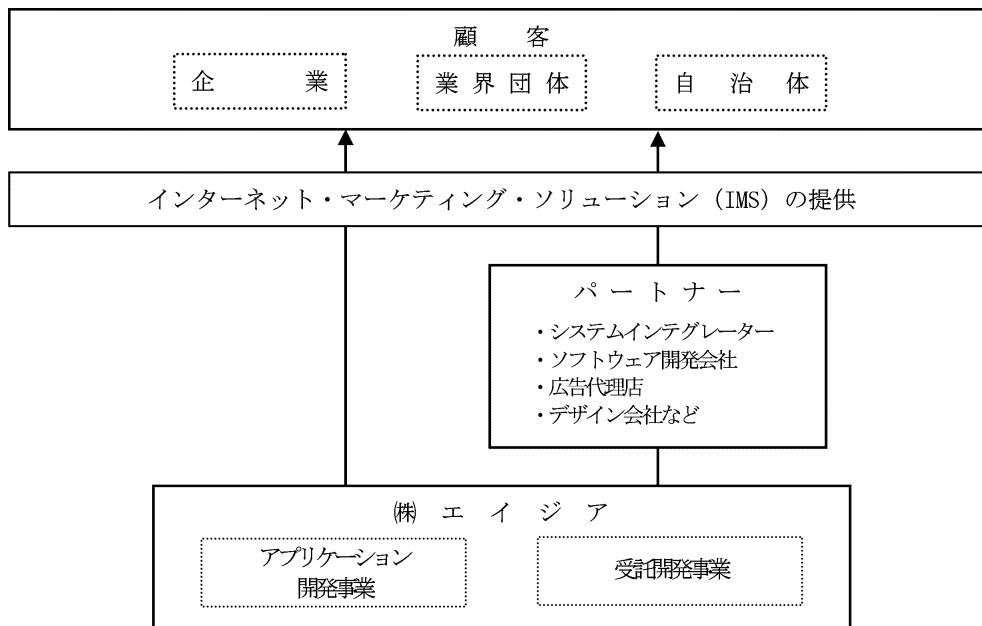 顧客
企業 業界団体 自治体
インターネット・マーケティング・ソリューション（IMS）の提供
パートナー
・システムインテグレーター
・ソフトウェア開発会社
・広告代理店
・デザイン会社など
㈱エイジア
アプリケーション
開発事業
受託開発事業